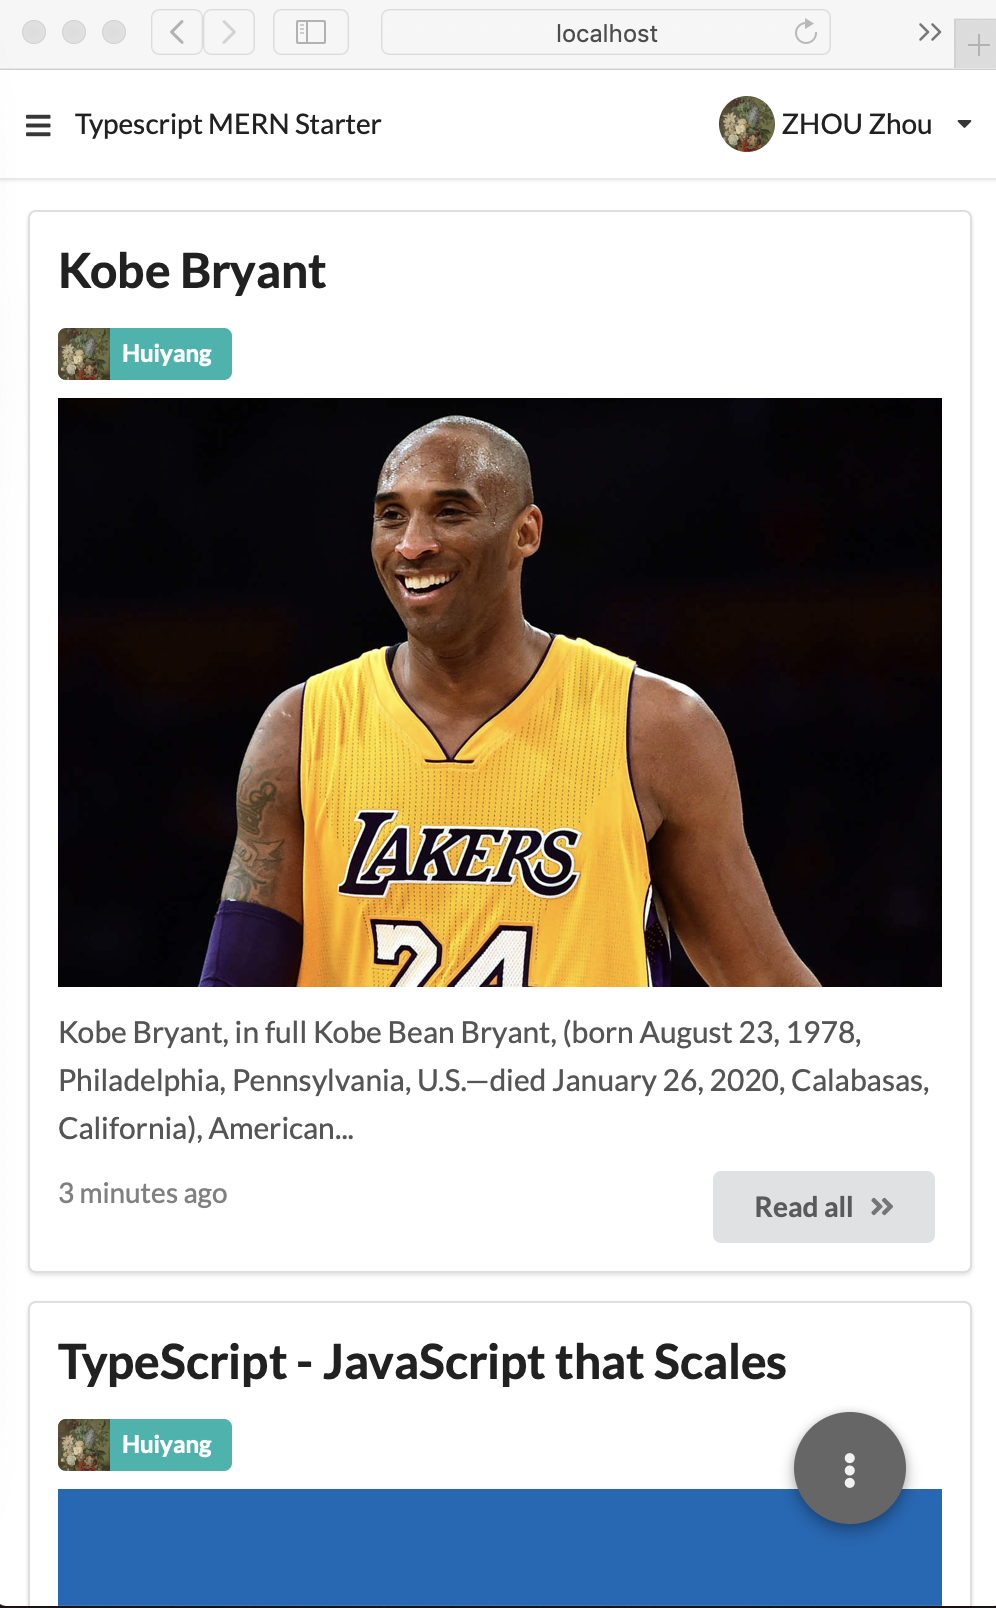 localhost
Typescript MERN Starter
ZHOU Zhou
Kobe Bryant
Huiyang
LAKERS
24
Kobe Bryant, in full Kobe Bean Bryant, (born August 23, 1978,
Philadelphia, Pennsylvania, U.S.—died January 26, 2020, Calabasas,
California), American...
3 minutes ago
Read all
TypeScript - JavaScript that Scales
Huiyang